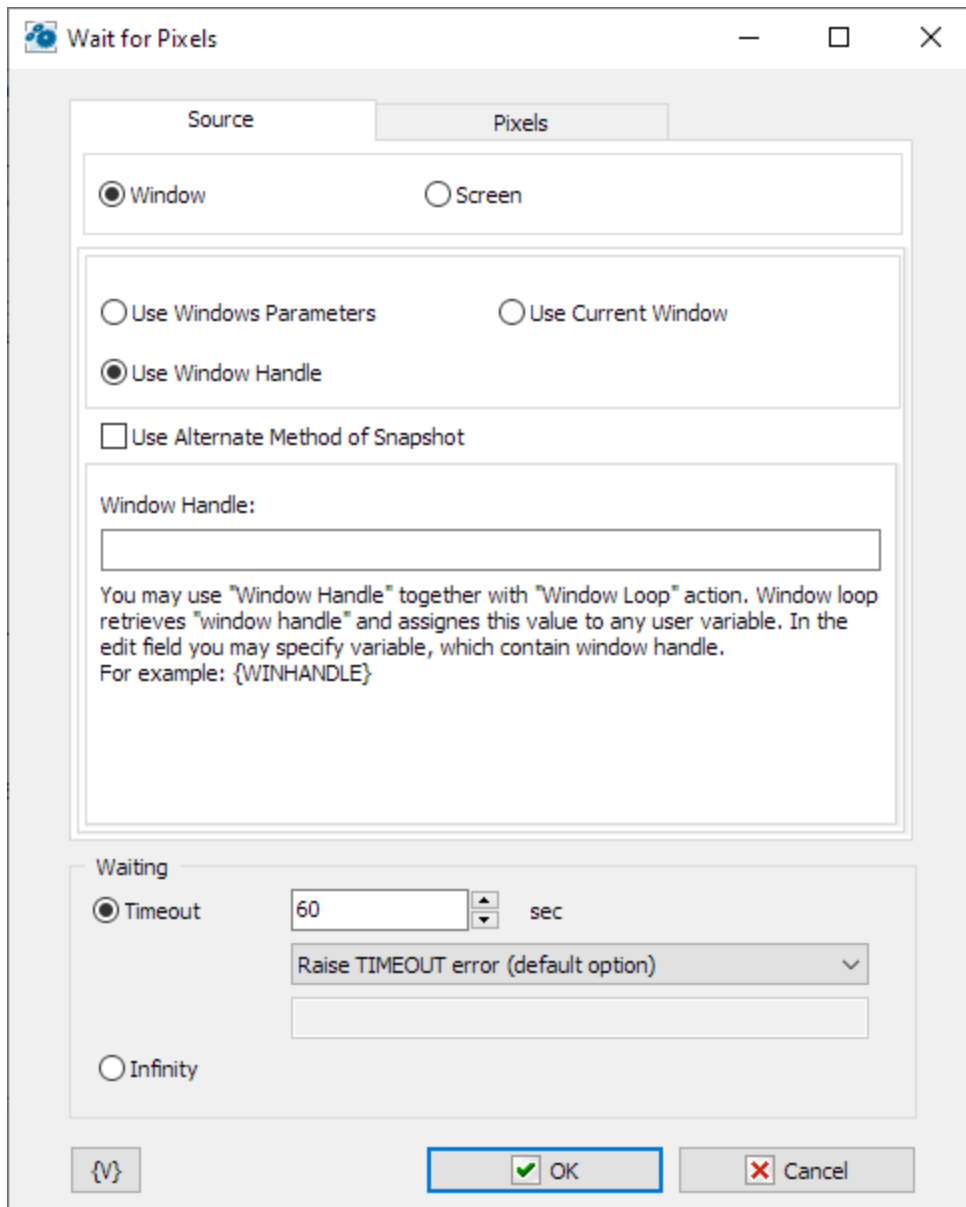 Wait for Pixels
Source Pixels
Window Screen
Use Windows Parameters Use Current Window
Use Window Handle
Use Alternate Method of Snapshot
Window Handle:
You may use "Window Handle" together with "Window Loop" action. Window loop
retrieves "window handle" and assignes this value to any user variable. In the
edit field you may specify variable, which contain window handle.
For example: {WINHANDLE}
Waiting
Timeout 60 sec
Raise TIMEOUT error (default option)
Infinity
{V} OK Cancel